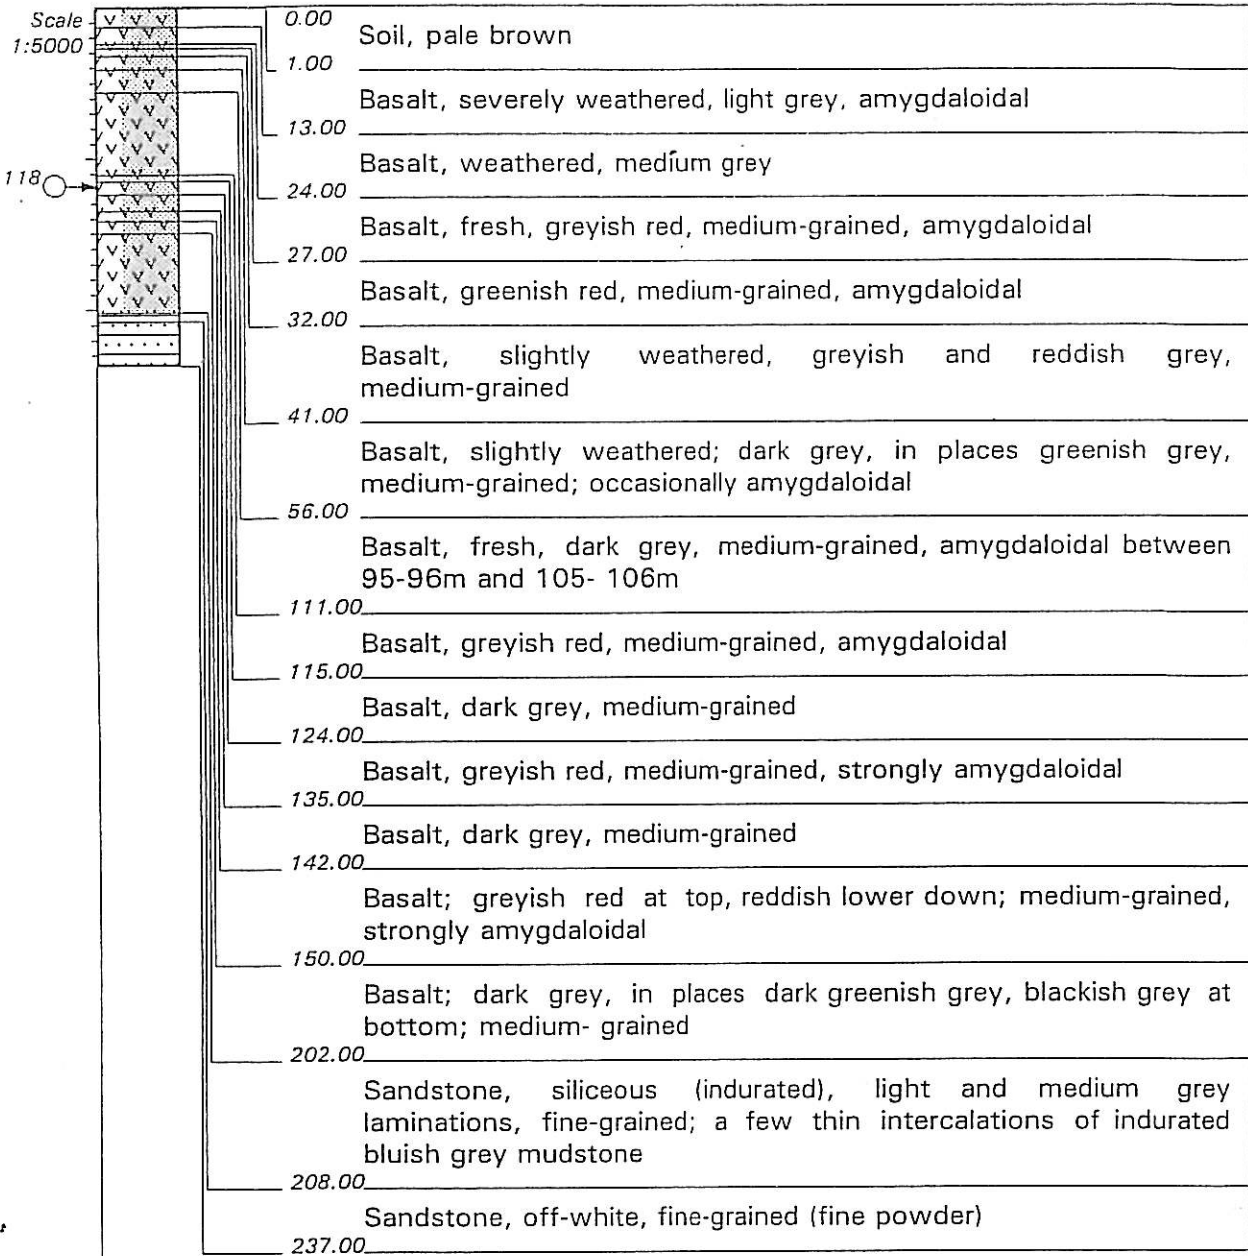 Scale
1:5000
118
0.00
Soil, pale brown
1.00
Basalt, severely weathered, light grey, amygdaloidal
13.00
Basalt, weathered, medium grey
24.00
Basalt, fresh, greyish red, medium-grained, amygdaloidal
27.00
Basalt, greenish red, medium-grained, amygdaloidal
32.00
Basalt, slightly weathered, greyish and reddish grey,
medium-grained
41.00
Basalt, slightly weathered; dark grey, in places greenish grey,
medium-grained; occasionally amygdaloidal
56.00
Basalt, fresh, dark grey, medium-grained, amygdaloidal between
95-96m and 105- 106m
111.00
Basalt, greyish red, medium-grained, amygdaloidal
115.00
Basalt, dark grey, medium-grained
124.00
Basalt, greyish red, medium-grained, strongly amygdaloidal
135.00
Basalt, dark grey, medium-grained
142.00
Basalt; greyish red at top, reddish lower down; medium-grained,
strongly amygdaloidal
150.00
Basalt; dark grey, in places dark greenish grey, blackish grey at
bottom; medium- grained
202.00
Sandstone, siliceous (indurated), light and medium grey
laminations, fine-grained; a few thin intercalations of indurated
bluish grey mudstone
208.00
Sandstone, off-white, fine-grained (fine powder)
237.00